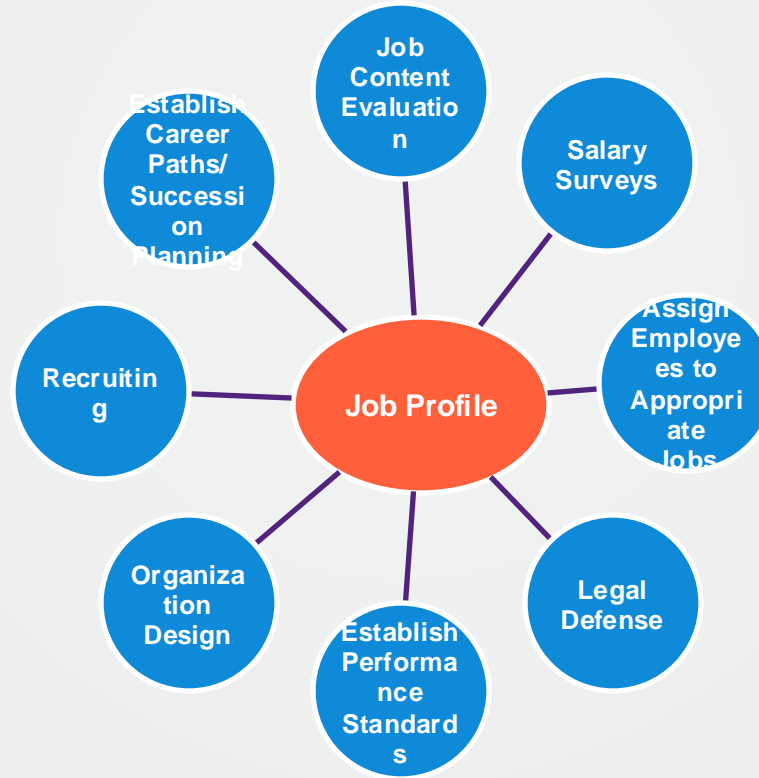 Job
Content
Evaluatio
n
Establish
Career
Paths/
Successi
on
Planning
Salary
Surveys
Assign
Employe
es to
Appropri
ate
Jobs
Recruitin
g
Job Profile
Organiza
tion
Design
Legal
Defense
Establish
Performa
nce
Standard
s